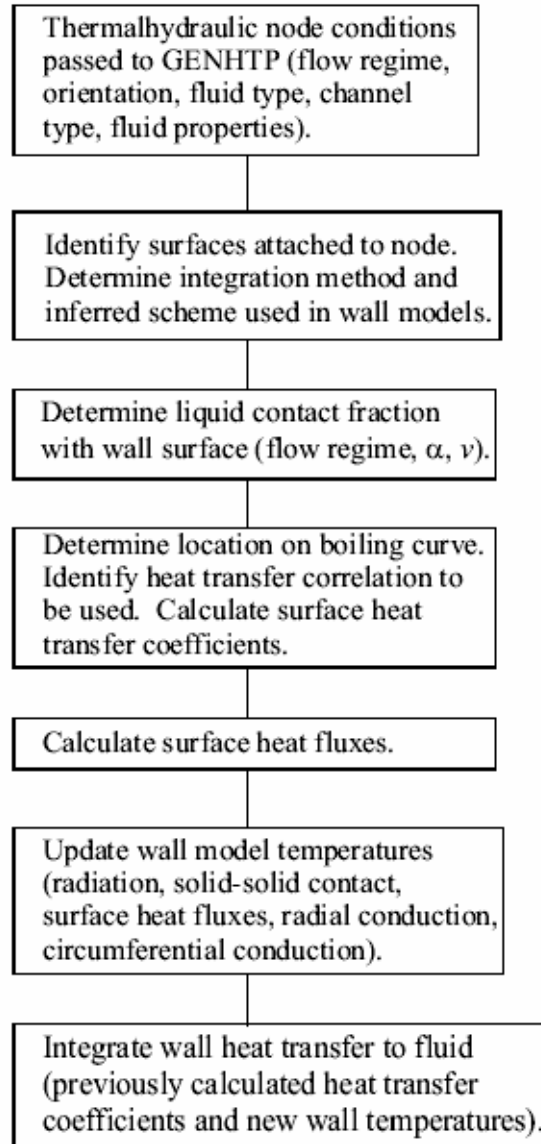 Thermalhydraulic node conditions
passed to GENHTP (flow regime,
orientation, fluid type, channel
type, fluid properties).
Identify surfaces attached to node.
Determine integration method and
inferred scheme used in wall models.
Determine liquid contact fraction
with wall surface (flow regime, α, v).
Determine location on boiling curve.
Identify heat transfer correlation to
be used.  Calculate surface heat
transfer coefficients.
Calculate surface heat fluxes.
Update wall model temperatures
(radiation, solid-solid contact,
surface heat fluxes, radial conduction,
circumferential conduction).
Integrate wall heat transfer to fluid
(previously calculated heat transfer
coefficients and new wall temperatures).